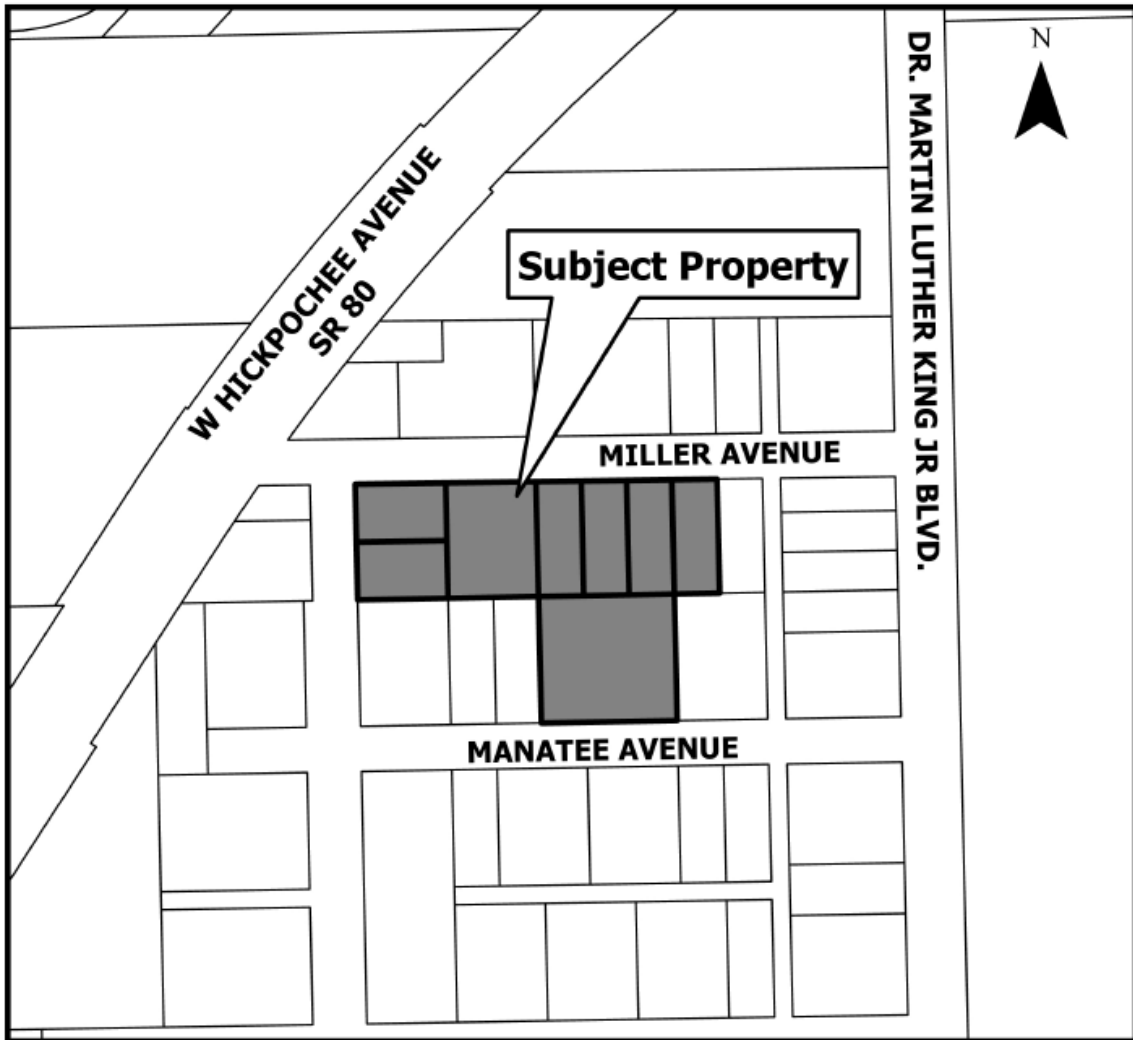 N
DR. MARTIN LUTHER KING JR BLVD.
W HICKPOCHEE AVENUE
SR 80
Subject Property
MILLER AVENUE
MANATEE AVENUE